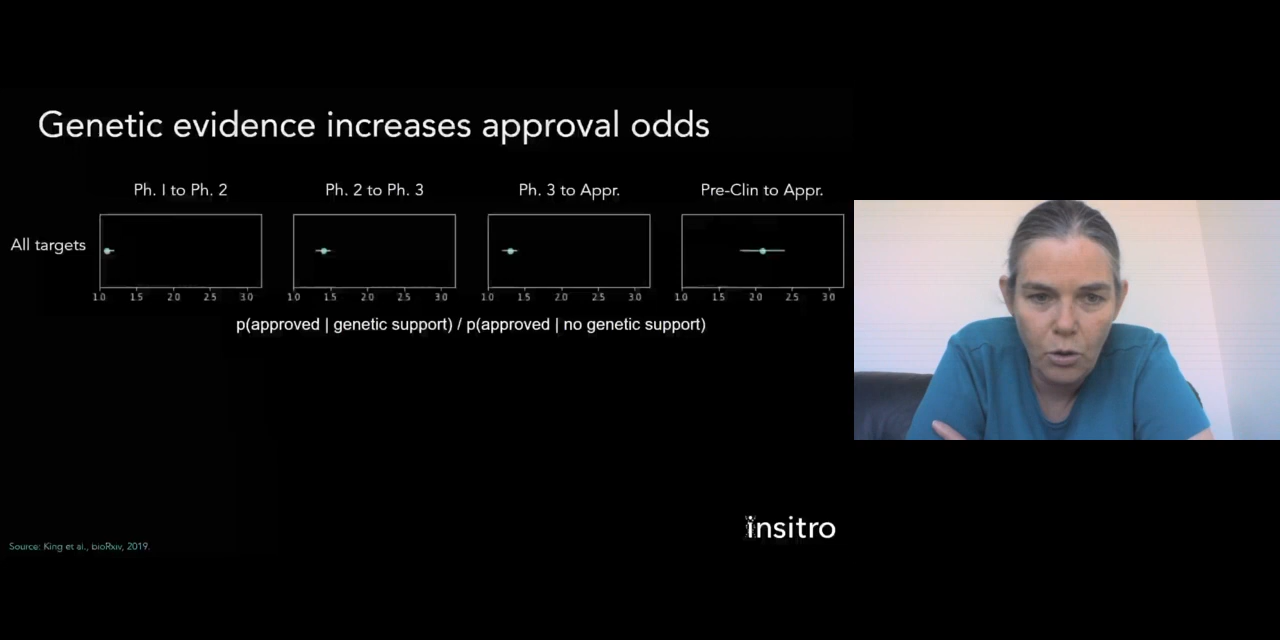 Genetic evidence increases approval odds
Ph. I to Ph. 2
Ph. 2 to Ph. 3
Ph. 3 to Appr.
Pre-Clin to Appr.
All targets
1.0 1.5 2.0 2.5 3.0
1.0 1.5 2.0 2.5 3.0
1.0 1.5 2.0 2.5 3.0
1.0 1.5 2.0 2.5 3.0
p(approved | genetic support) / p(approved | no genetic support)
insitro
Source: King et al., bioRxiv, 2019.